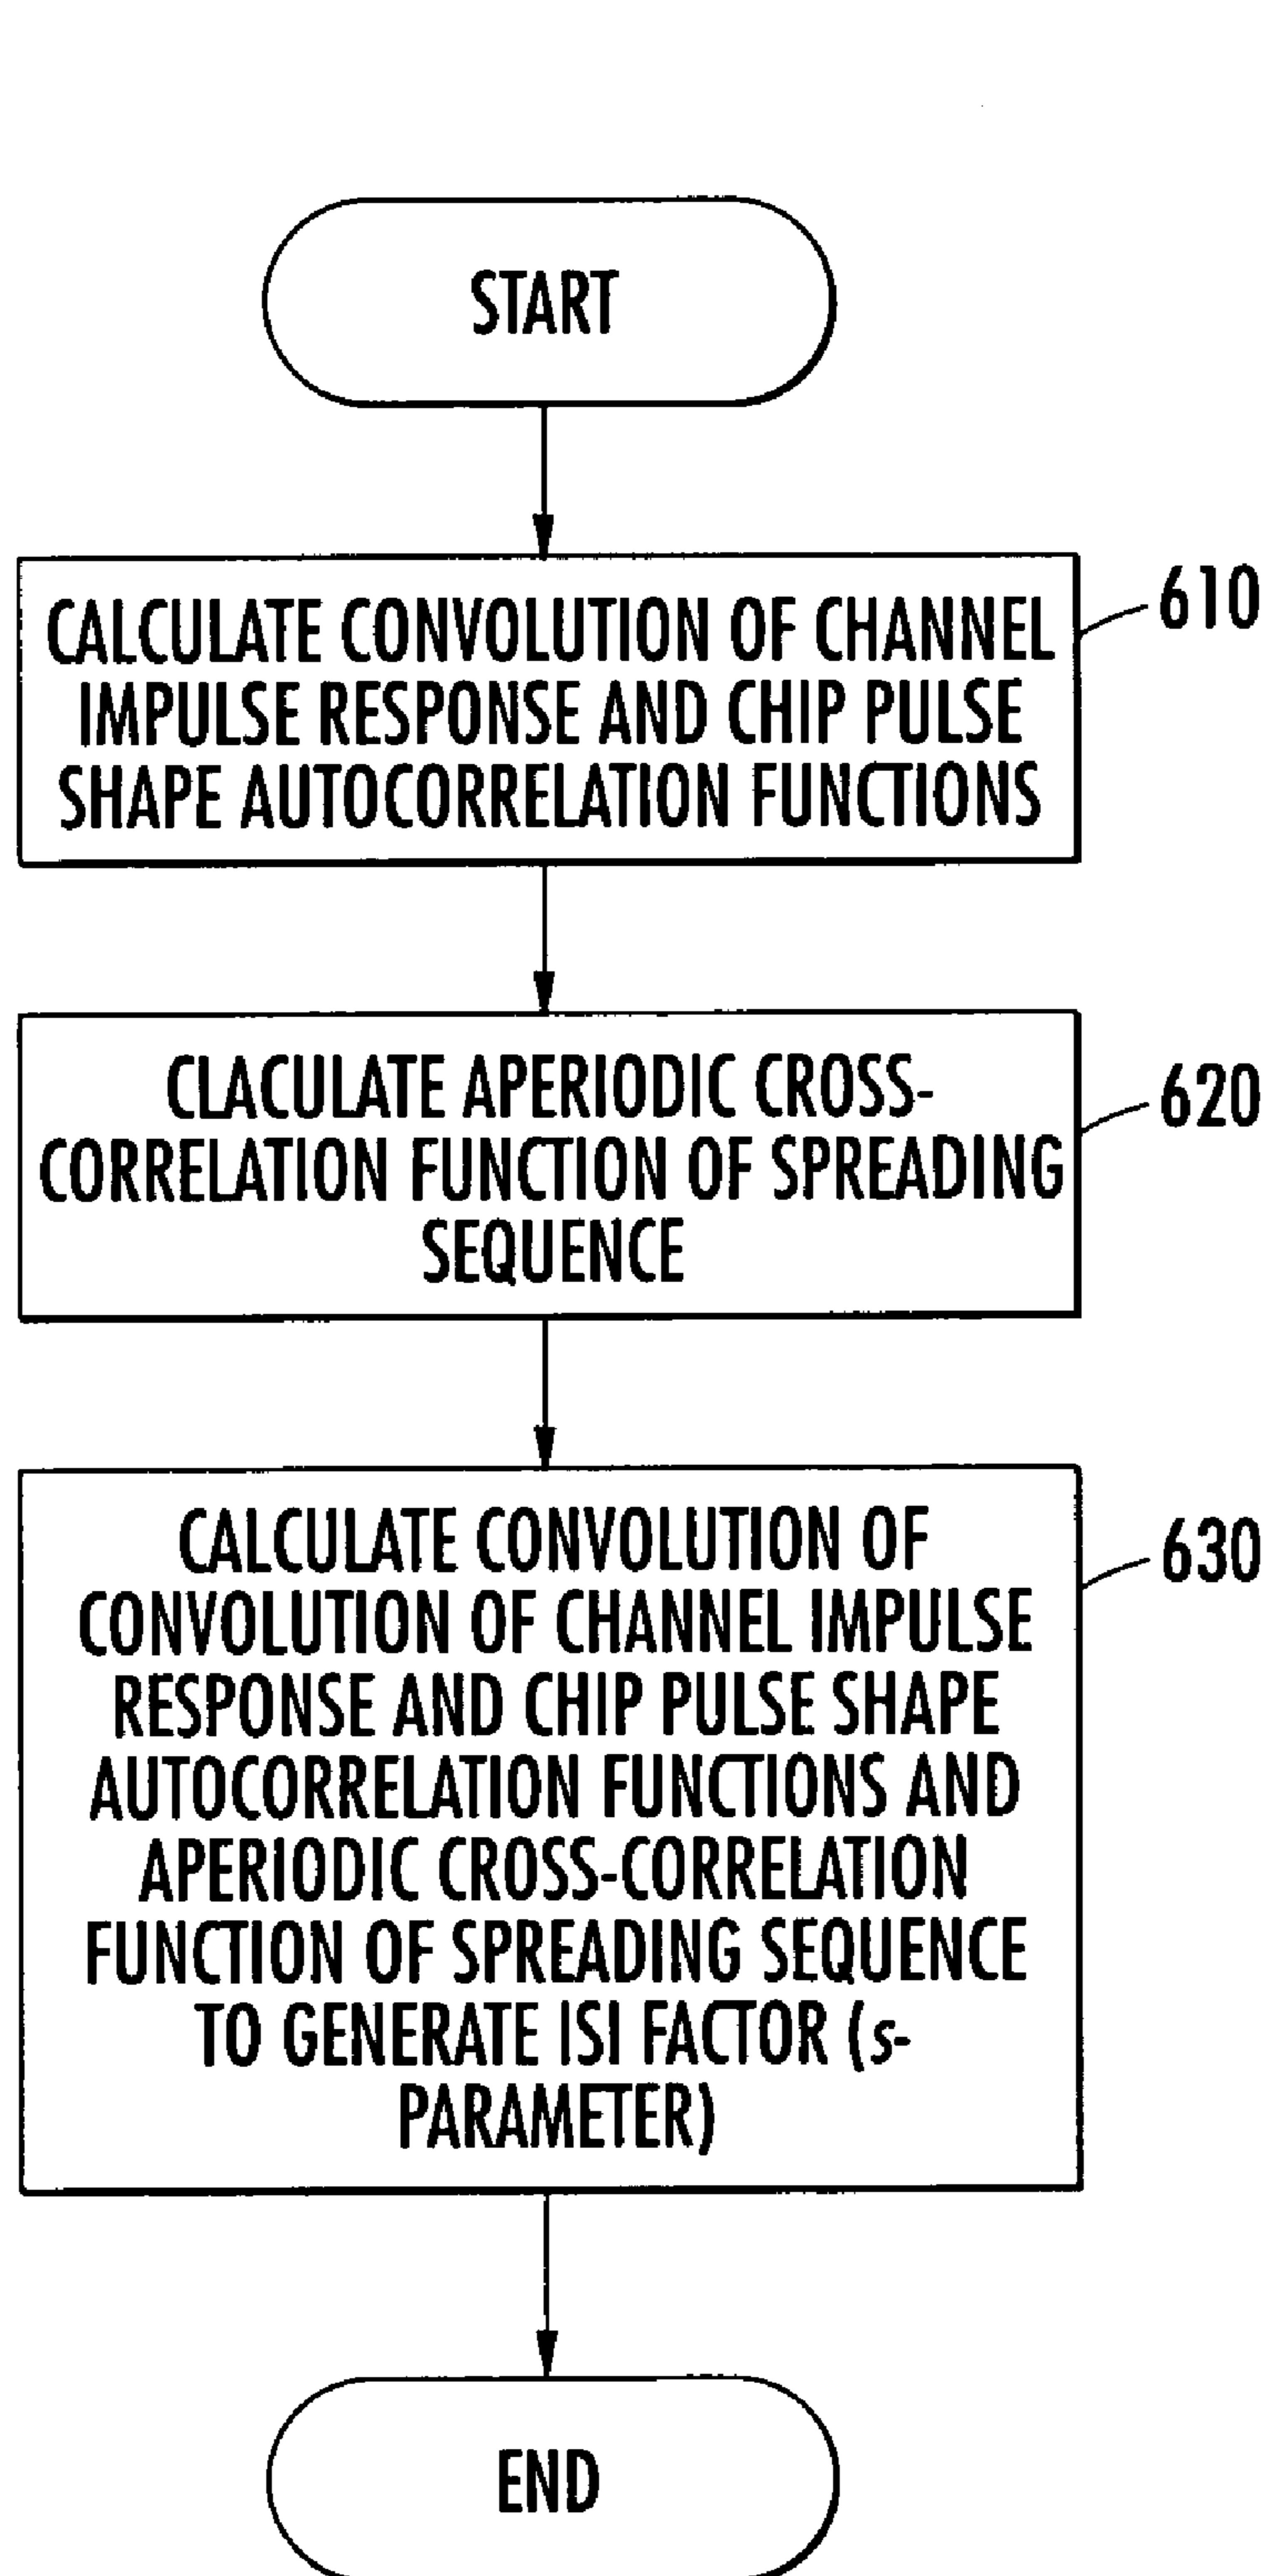 START
CALCULATE CONVOLUTION OF CHANNEL
IMPULSE RESPONSE AND CHIP PULSE
SHAPE AUTOCORRELATION FUNCTIONS
610
CLACULATE APERIODIC CROSS-
CORRELATION FUNCTION OF SPREADING
SEQUENCE
620
CALCULATE CONVOLUTION OF
CONVOLUTION OF CHANNEL IMPULSE
RESPONSE AND CHIP PULSE SHAPE
AUTOCORRELATION FUNCTIONS AND
APERIODIC CROSS-CORRELATION
FUNCTION OF SPREADING SEQUENCE
TO GENERATE ISI FACTOR (s-
PARAMETER)
630
END